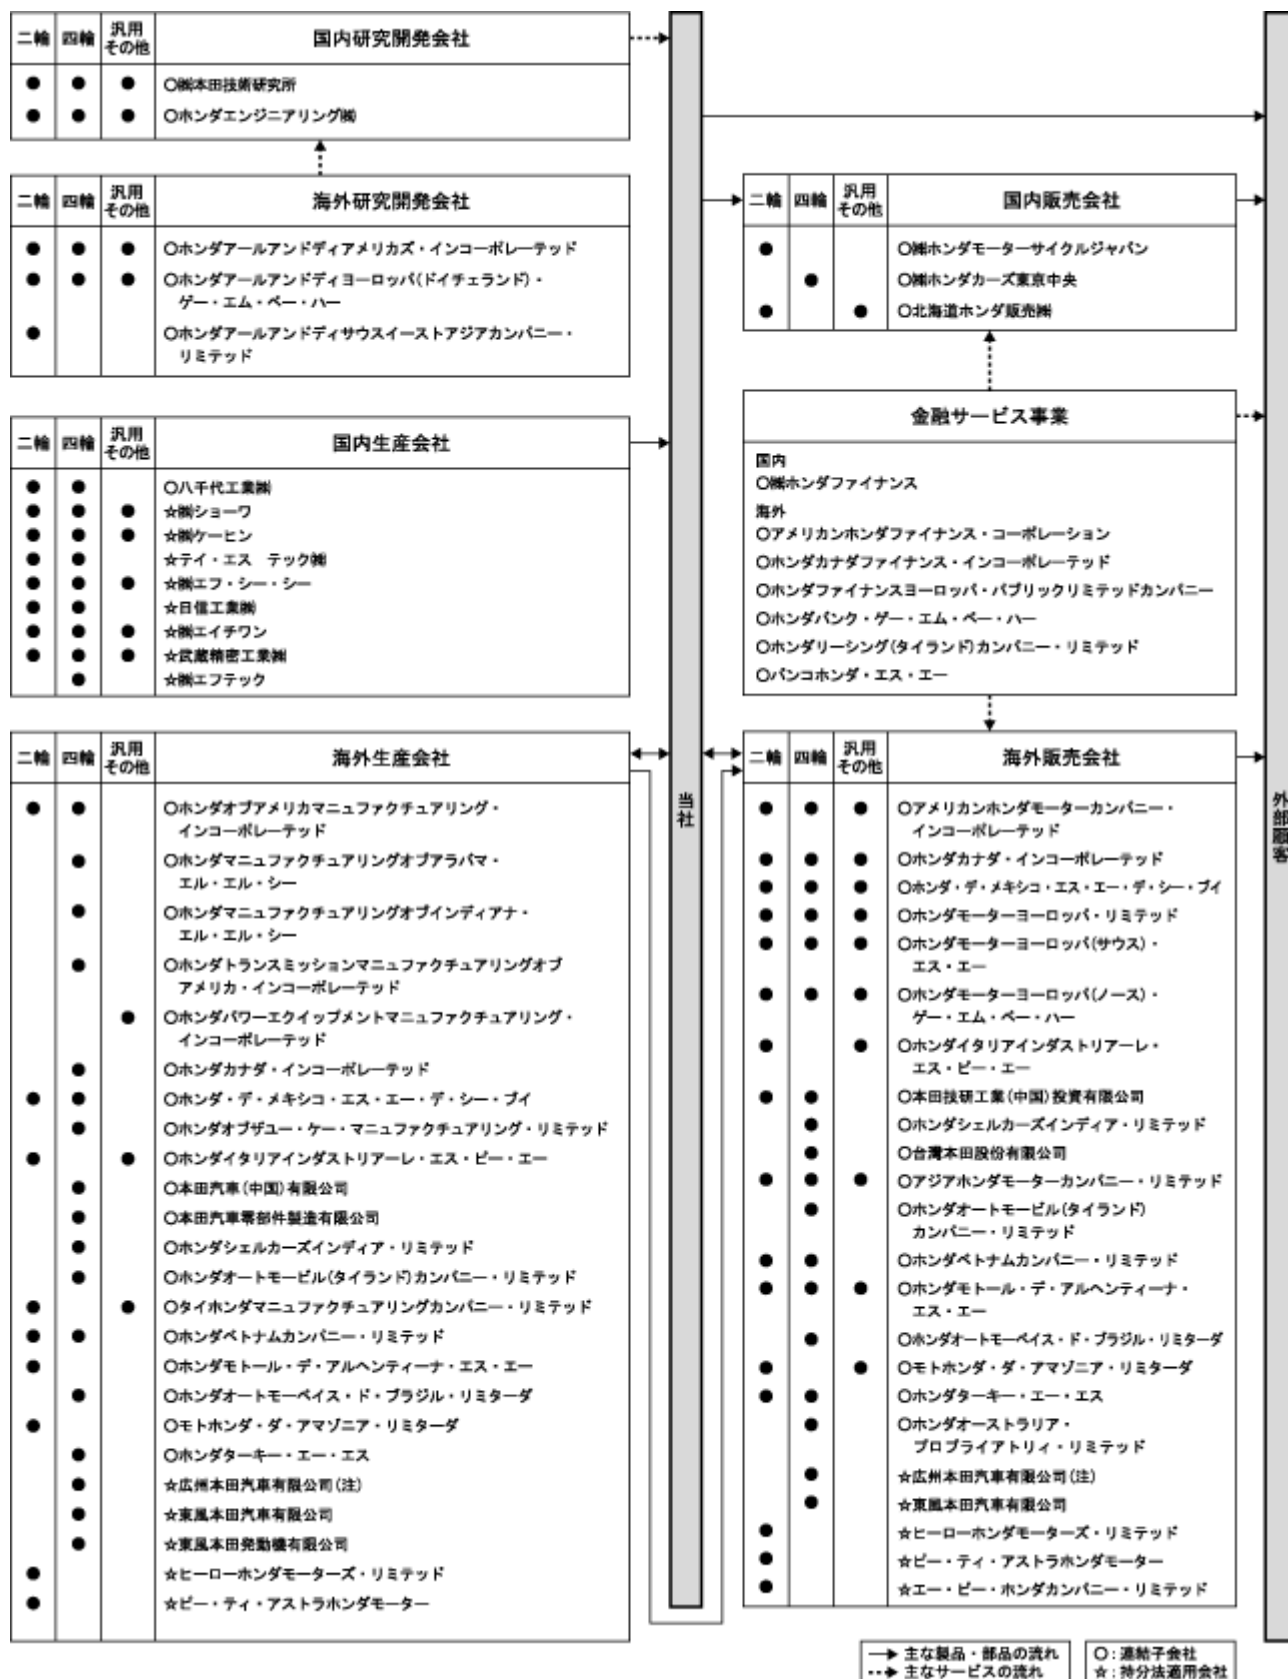 二輪 四輪 汎用その他 国内研究開発会社
● ● ● 〇㈱本田技術研究所
● ● ● 〇ホンダエンジニアリング㈱
二輪 四輪 汎用その他 海外研究開発会社
● ● ● 〇ホンダアールアンドディアメリカズ・インコーポレーテッド
● ● ● 〇ホンダアールアンドディヨーロッパ(ドイチェランド)・
ゲー・エム・ベー・ハー
● 〇ホンダアールアンドディサウスイーストアジアカンパニー・
リミテッド
二輪 四輪 汎用その他 国内生産会社
● ● 〇八千代工業㈱
● ● ● ☆㈱ショーワ
● ● ● ☆㈱ケーヒン
● ● ☆テイ・エス テック㈱
● ● ● ☆㈱エフ・シー・シー
● ● ☆日信工業㈱
● ● ● ☆㈱エイチワン
● ● ● ☆武蔵精密工業㈱
● ☆㈱エフテック
二輪 四輪 汎用その他 海外生産会社
● ● 〇ホンダオブアメリカマニュファクチュアリング・
インコーポレーテッド
● 〇ホンダマニュファクチュアリングオブアラバマ・
エル・エル・シー
● 〇ホンダマニュファクチュアリングオブインディアナ・
エル・エル・シー
● 〇ホンダトランスミッションマニュファクチュアリングオブ
アメリカ・インコーポレーテッド
● 〇ホンダパワーエクイップメントマニュファクチュアリング・
インコーポレーテッド
● 〇ホンダカナダ・インコーポレーテッド
● ● 〇ホンダ・デ・メキシコ・エス・エー・デ・シー・ブイ
● 〇ホンダオブザユー・ケー・マニュファクチュアリング・リミテッド
● ● 〇ホンダイタリアインダストリアーレ・エス・ピー・エー
● 〇本田汽車(中国)有限公司
● 〇本田汽車零部件製造有限公司
● 〇ホンダシエルカーズインディア・リミテッド
● 〇ホンダオートモービル(タイランド)カンパニー・リミテッド
● ● 〇タイホンダマニュファクチュアリングカンパニー・リミテッド
● ● 〇ホンダベトナムカンパニー・リミテッド
● 〇ホンダモトール・デ・アルヘンティーナ・エス・エー
● 〇ホンダオートモーベイス・ド・ブラジル・リミターダ
● 〇モトホンダ・ダ・アマゾニア・リミターダ
● 〇ホンダターキー・エー・エス
● ☆広州本田汽車有限公司(注)
● ☆東風本田汽車有限公司
● ☆東風本田発動機有限公司
● ☆ヒーローホンダモーターズ・リミテッド
● ☆ピー・ティ・アストラホンダモーター
当社
二輪 四輪 汎用その他 国内販売会社
● 〇㈱ホンダモーターサイクルジャパン
● 〇㈱ホンダカーズ東京中央
● ● 〇北海道ホンダ販売㈱
金融サービス事業
国内
〇㈱ホンダファイナンス
海外
〇アメリカンホンダファイナンス・コーポレーション
〇ホンダカナダファイナンス・インコーポレーテッド
〇ホンダファイナンスヨーロッパ・パブリックリミテッドカンパニー
〇ホンダバンク・ゲー・エム・ベー・ハー
〇ホンダリーシング(タイランド)カンパニー・リミテッド
〇バンコホンダ・エス・エー
二輪 四輪 汎用その他 海外販売会社
● ● ● 〇アメリカンホンダモーターカンパニー・
インコーポレーテッド
● ● ● 〇ホンダカナダ・インコーポレーテッド
● ● ● 〇ホンダ・デ・メキシコ・エス・エー・デ・シー・ブイ
● ● ● 〇ホンダモーターヨーロッパ・リミテッド
● ● ● 〇ホンダモーターヨーロッパ(サウス)・
エス・エー
● ● ● 〇ホンダモーターヨーロッパ(ノース)・
ゲー・エム・ベー・ハー
● ● 〇ホンダイタリアインダストリアーレ・
エス・ピー・エー
● ● 〇本田技研工業(中国)投資有限公司
● 〇ホンダシエルカーズインディア・リミテッド
● 〇台灣本田股份有限公司
● ● ● 〇アジアホンダモーターカンパニー・リミテッド
● 〇ホンダオートモービル(タイランド)
カンパニー・リミテッド
● ● 〇ホンダベトナムカンパニー・リミテッド
● ● ● 〇ホンダモトール・デ・アルヘンティーナ・
エス・エー
● 〇ホンダオートモーベイス・ド・ブラジル・リミターダ
● ● 〇モトホンダ・ダ・アマゾニア・リミターダ
● ● 〇ホンダターキー・エー・エス
● 〇ホンダオーストラリア・
プロプライアトリィ・リミテッド
● ☆広州本田汽車有限公司(注)
● ☆東風本田汽車有限公司
● ☆ヒーローホンダモーターズ・リミテッド
● ☆ピー・ティ・アストラホンダモーター
● ☆エー・ピー・ホンダカンパニー・リミテッド
外部顧客
→ 主な製品・部品の流れ
⇢ 主なサービスの流れ
〇：連結子会社
☆：持分法適用会社